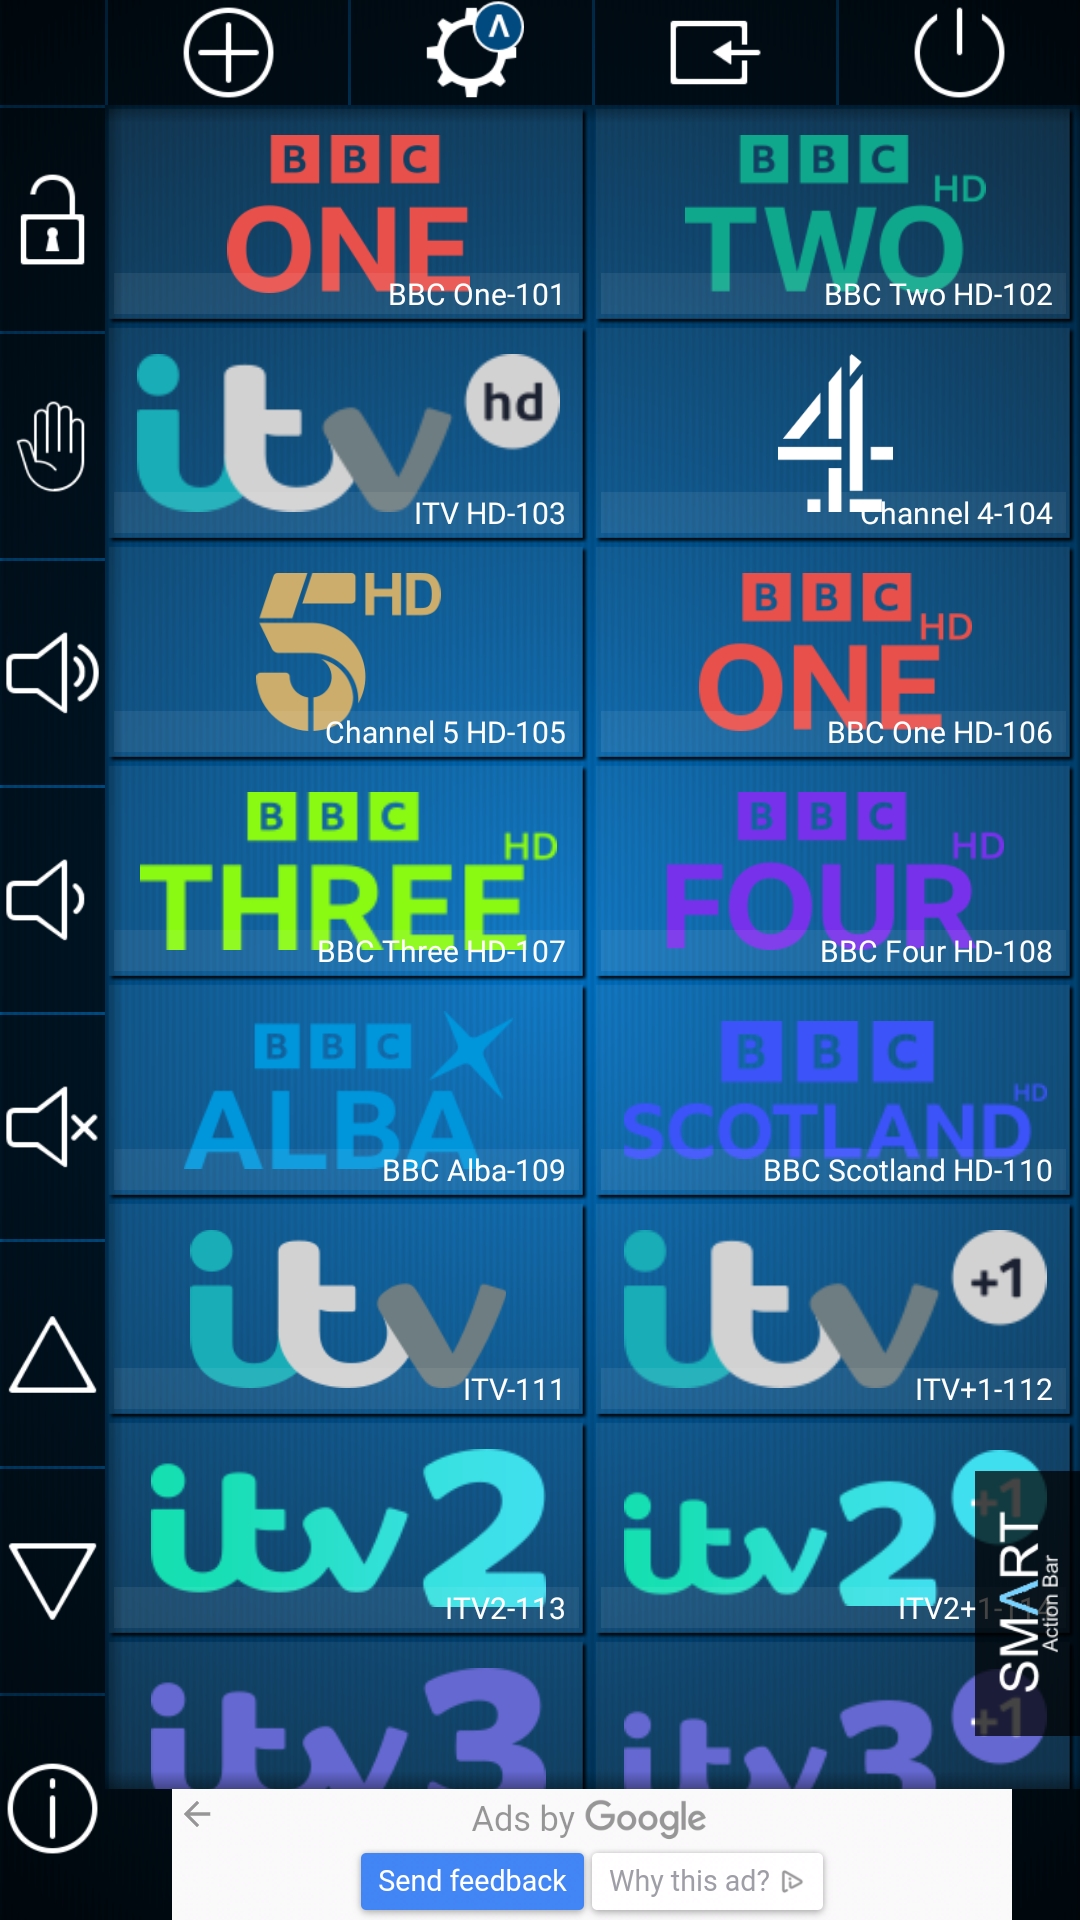 BBC
ONE
BBC One-101
BBC
TWO HD
BBC Two HD-102
itv hd
ITV HD-103
4
Channel 4-104
5 HD
Channel 5 HD-105
BBC
ONE HD
BBC One HD-106
BBC
THREE HD
BBC Three HD-107
BBC
FOUR HD
BBC Four HD-108
BBC
ALBA
BBC Alba-109
BBC
SCOTLAND HD
BBC Scotland HD-110
itv
ITV-111
itv +1
ITV+1-112
itv2
ITV2-113
itv2 +1
ITV2+1-114
SMART
Action Bar
itv3
itv3 +1
Ads by Google
Send feedback
Why this ad?